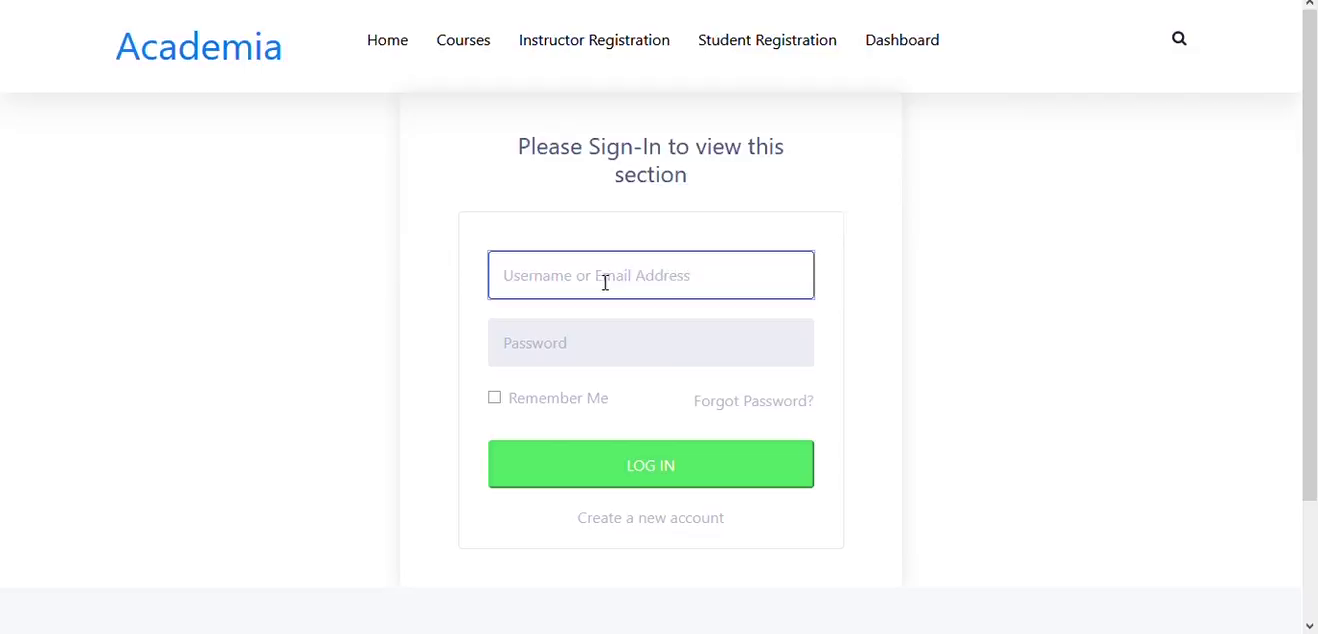 Academia
Home Courses Instructor Registration Student Registration Dashboard
Please Sign-In to view this
section
Username or Email Address
Password
Remember Me Forgot Password?
LOG IN
Create a new account